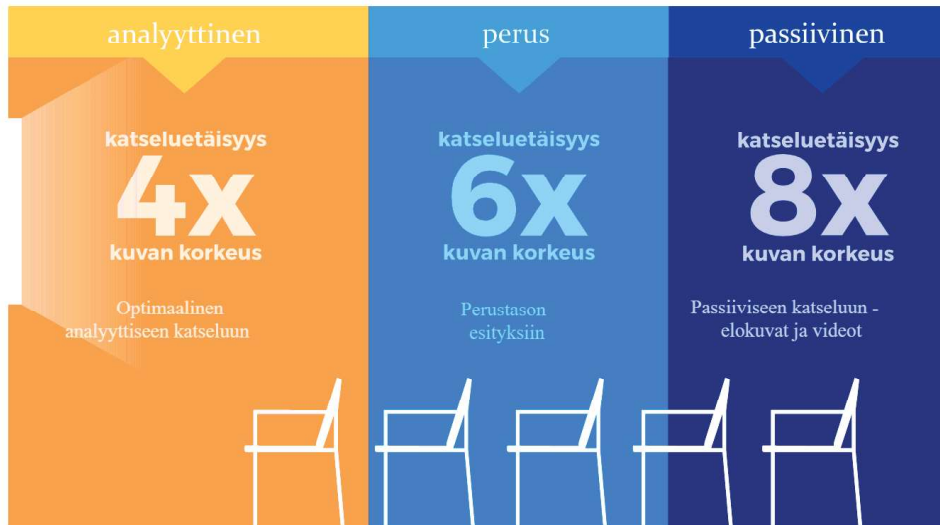 analyyttinen
katseluetäisyys
4x
kuvan korkeus
Optimaalinen
analyyttiseen katseluun
perus
katseluetäisyys
6x
kuvan korkeus
Perustason
esityksiin
passiivinen
katseluetäisyys
8x
kuvan korkeus
Passiiviseen katseluun -
elokuvat ja videot